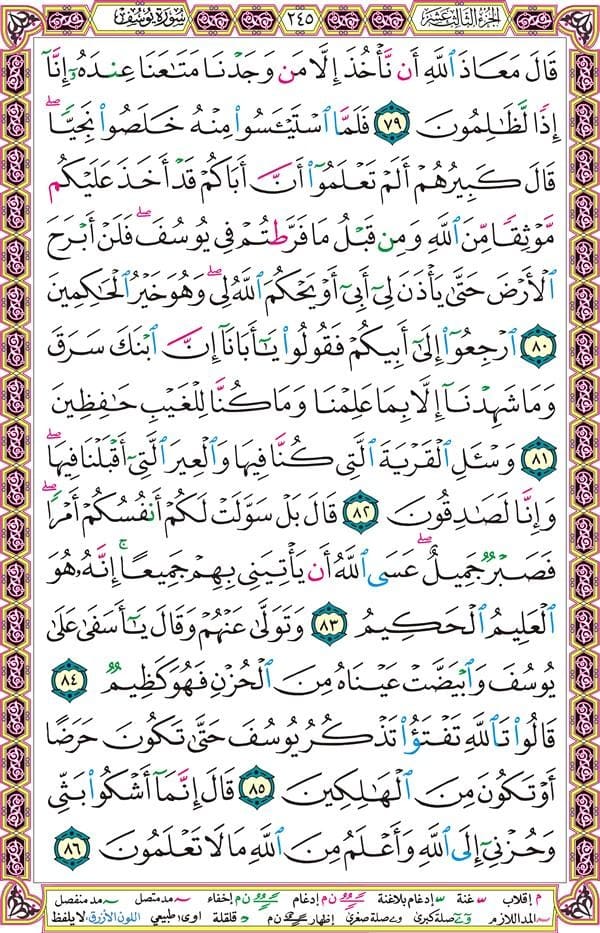 الجزء الثالث عشر ٢٤٥ سورة يوسف
قَالَ مَعَاذَ ٱللَّهِ أَن نَّأْخُذَ إِلَّا مَن وَجَدْنَا مَتَٰعَنَا عِندَهُۥٓ إِنَّآ
إِذًا لَّظَٰلِمُونَ ٧٩ فَلَمَّا ٱسْتَيْـَٔسُوا۟ مِنْهُ خَلَصُوا۟ نَجِيًّا ۖ
قَالَ كَبِيرُهُمْ أَلَمْ تَعْلَمُوٓا۟ أَنَّ أَبَاكُمْ قَدْ أَخَذَ عَلَيْكُم
مَّوْثِقًا مِّنَ ٱللَّهِ وَمِن قَبْلُ مَا فَرَّطتُمْ فِى يُوسُفَ ۖ فَلَنْ أَبْرَحَ
ٱلْأَرْضَ حَتَّىٰ يَأْذَنَ لِىٓ أَبِىٓ أَوْ يَحْكُمَ ٱللَّهُ لِى ۖ وَهُوَ خَيْرُ ٱلْحَٰكِمِينَ
٨٠ ٱرْجِعُوٓا۟ إِلَىٰٓ أَبِيكُمْ فَقُولُوا۟ يَٰٓأَبَانَآ إِنَّ ٱبْنَكَ سَرَقَ
وَمَا شَهِدْنَآ إِلَّا بِمَا عَلِمْنَا وَمَا كُنَّا لِلْغَيْبِ حَٰفِظِينَ
٨١ وَسْـَٔلِ ٱلْقَرْيَةَ ٱلَّتِى كُنَّا فِيهَا وَٱلْعِيرَ ٱلَّتِىٓ أَقْبَلْنَا فِيهَا ۖ
وَإِنَّا لَصَٰدِقُونَ ٨٢ قَالَ بَلْ سَوَّلَتْ لَكُمْ أَنفُسُكُمْ أَمْرًا ۖ
فَصَبْرٌ جَمِيلٌ ۖ عَسَى ٱللَّهُ أَن يَأْتِيَنِى بِهِمْ جَمِيعًا ۚ إِنَّهُۥ هُوَ
ٱلْعَلِيمُ ٱلْحَكِيمُ ٨٣ وَتَوَلَّىٰ عَنْهُمْ وَقَالَ يَٰٓأَسَفَىٰ عَلَىٰ
يُوسُفَ وَٱبْيَضَّتْ عَيْنَاهُ مِنَ ٱلْحُزْنِ فَهُوَ كَظِيمٌ ٨٤
قَالُوا۟ تَٱللَّهِ تَفْتَؤُا۟ تَذْكُرُ يُوسُفَ حَتَّىٰ تَكُونَ حَرَضًا
أَوْ تَكُونَ مِنَ ٱلْهَٰلِكِينَ ٨٥ قَالَ إِنَّمَآ أَشْكُوا۟ بَثِّى
وَحُزْنِىٓ إِلَى ٱللَّهِ وَأَعْلَمُ مِنَ ٱللَّهِ مَا لَا تَعْلَمُونَ ٨٦
م إقلاب غنة إدغام بلاغنة ن م إدغام ن م إخفاء مد متصل مد منفصل
المد اللازم صلة كبرى صلة صغرى إظهار ن م قلقلة اوى: طبيعي اللون الأزرق: لا يلفظ